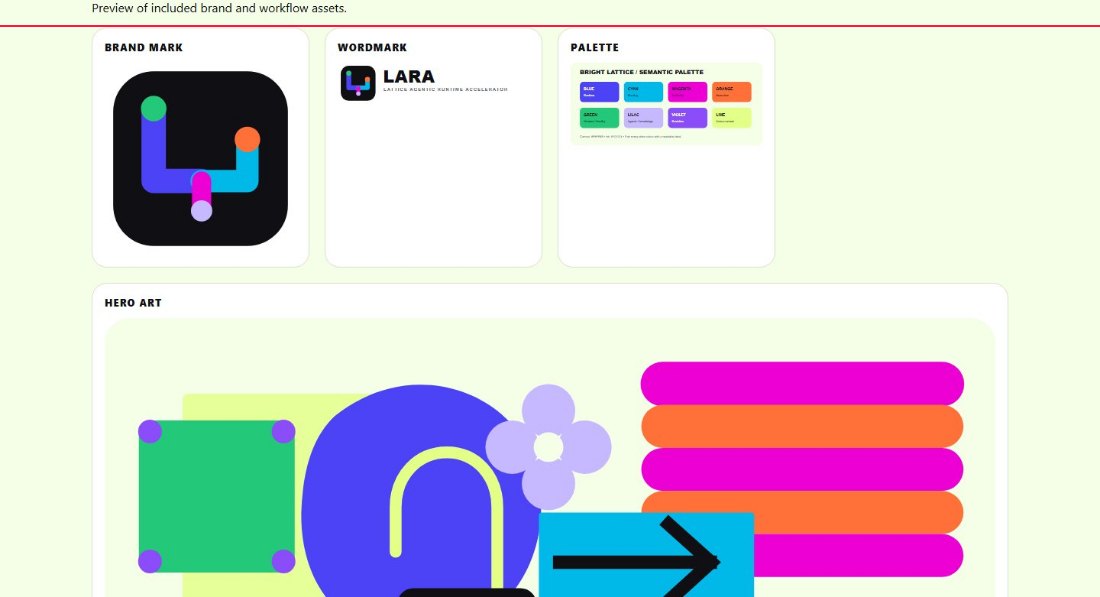 Preview of included brand and workflow assets.
BRAND MARK
WORDMARK
PALETTE
LARA
LATTICE AGENTIC RUNTIME ACCELERATOR
BRIGHT LATTICE / SEMANTIC PALETTE
BLUE
CYAN
MAGENTA
ORANGE
GREEN
LILAC
VIOLET
LIME
HERO ART